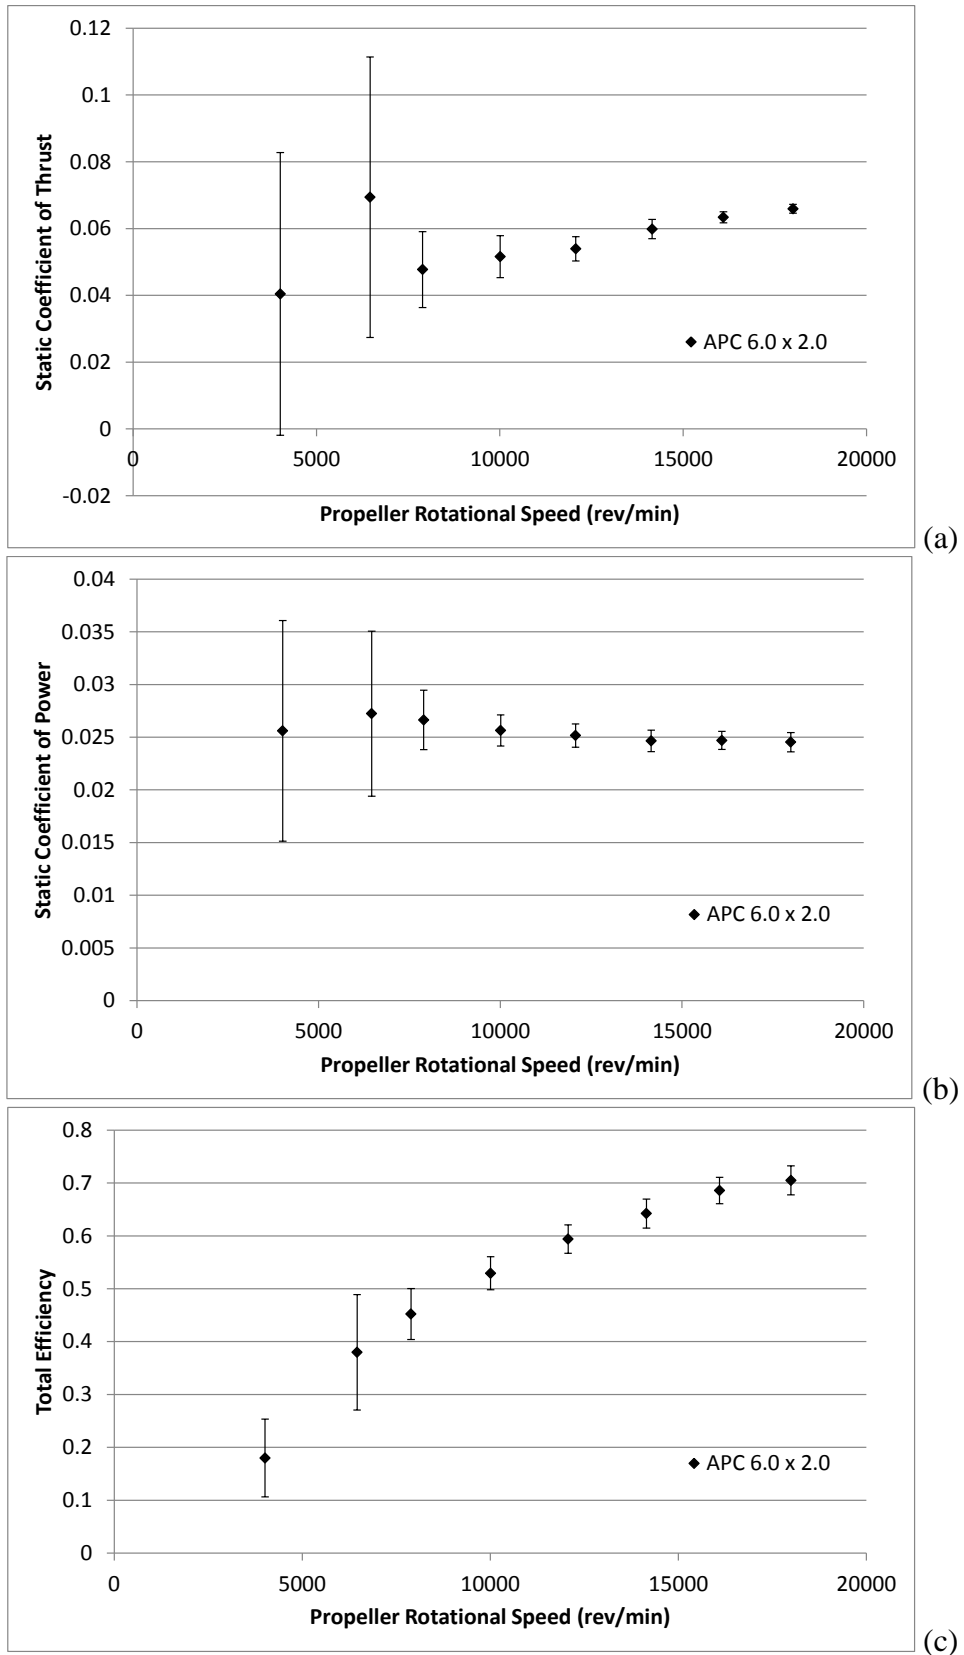 0.12
0.1
0.08
0.06
0.04
0.02
0
-0.02
Static Coefficient of Thrust
APC 6.0 x 2.0
0 5000 10000 15000 20000
Propeller Rotational Speed (rev/min)
(a)
0.04
0.035
0.03
0.025
0.02
0.015
0.01
0.005
0
Static Coefficient of Power
APC 6.0 x 2.0
0 5000 10000 15000 20000
Propeller Rotational Speed (rev/min)
(b)
0.8
0.7
0.6
0.5
0.4
0.3
0.2
0.1
0
Total Efficiency
APC 6.0 x 2.0
0 5000 10000 15000 20000
Propeller Rotational Speed (rev/min)
(c)